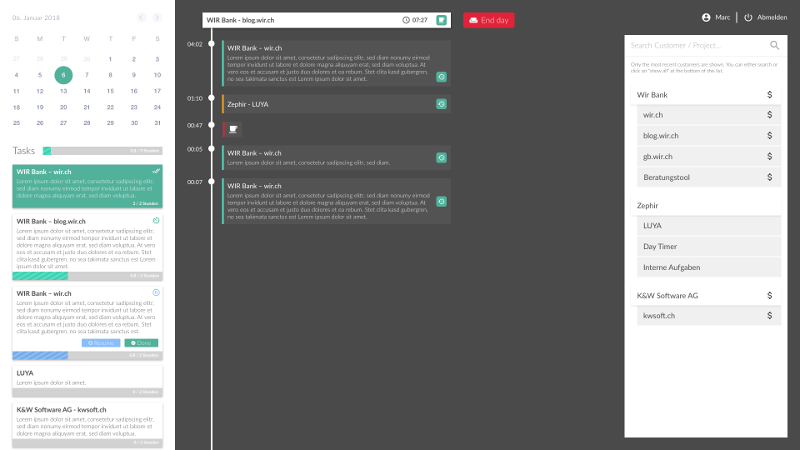 06. Januar 2018
S M T W T F S
28 29 30 31 1 2 3
4 5 6 7 8 9 10
11 12 13 14 15 16 17
18 19 20 21 22 23 24
25 26 27 28 29 30 31
Tasks
WIR Bank – wir.ch
Lorem ipsum dolor sit amet, consetetur sadipscing elitr,
sed diam nonumy eirmod tempor invidunt ut labore et
dolore magna aliquyam erat, sed diam voluptua.
WIR Bank – blog.wir.ch
Lorem ipsum dolor sit amet, consetetur sadipscing elitr,
sed diam nonumy eirmod tempor invidunt ut labore et
dolore magna aliquyam erat, sed diam voluptua. At vero
eos et accusam et justo duo dolores et ea rebum. Stet
clita kasd gubergren, no sea takimata sanctus est Lorem
ipsum dolor sit amet.
WIR Bank – wir.ch
Lorem ipsum dolor sit amet, consetetur sadipscing elitr,
sed diam nonumy eirmod tempor invidunt ut labore et
dolore magna aliquyam erat, sed diam voluptua. At vero
eos et accusam et justo duo dolores et ea rebum. Stet
clita kasd gubergren, no sea takimata sanctus est.
Resume Done
LUYA
Lorem ipsum dolor sit amet.
K&W Software AG - kwsoft.ch
Lorem ipsum dolor sit amet, consetetur sadipscing elitr,
sed diam nonumy eirmod tempor invidunt ut labore et
dolore magna aliquyam erat, sed diam voluptua.
WIR Bank - blog.wir.ch 07:27 End day
04:02
WIR Bank – wir.ch
Lorem ipsum dolor sit amet, consetetur sadipscing elitr, sed diam nonumy eirmod
tempor invidunt ut labore et dolore magna aliquyam erat, sed diam voluptua. At
vero eos et accusam et justo duo dolores et ea rebum. Stet clita kasd gubergren,
no sea takimata sanctus est Lorem ipsum dolor sit amet.
01:10
Zephir - LUYA
00:47
00:05
WIR Bank – wir.ch
Lorem ipsum dolor sit amet, consetetur sadipscing elitr, sed diam.
00:07
WIR Bank – wir.ch
Lorem ipsum dolor sit amet, consetetur sadipscing elitr, sed diam nonumy eirmod
tempor invidunt ut labore et dolore magna aliquyam erat, sed diam voluptua. At
vero eos et accusam et justo duo dolores et ea rebum. Stet clita kasd gubergren,
no sea takimata sanctus est Lorem ipsum dolor sit amet.
Marc | Abmelden
Search Customer / Project...
Only the most recent customers are shown. You can either search or
click on "show all" at the bottom of this list.
Wir Bank $
wir.ch $
blog.wir.ch $
gb.wir.ch $
Beratungstool $
Zephir
LUYA
Day Timer
Interne Aufgaben
K&W Software AG $
kwsoft.ch $